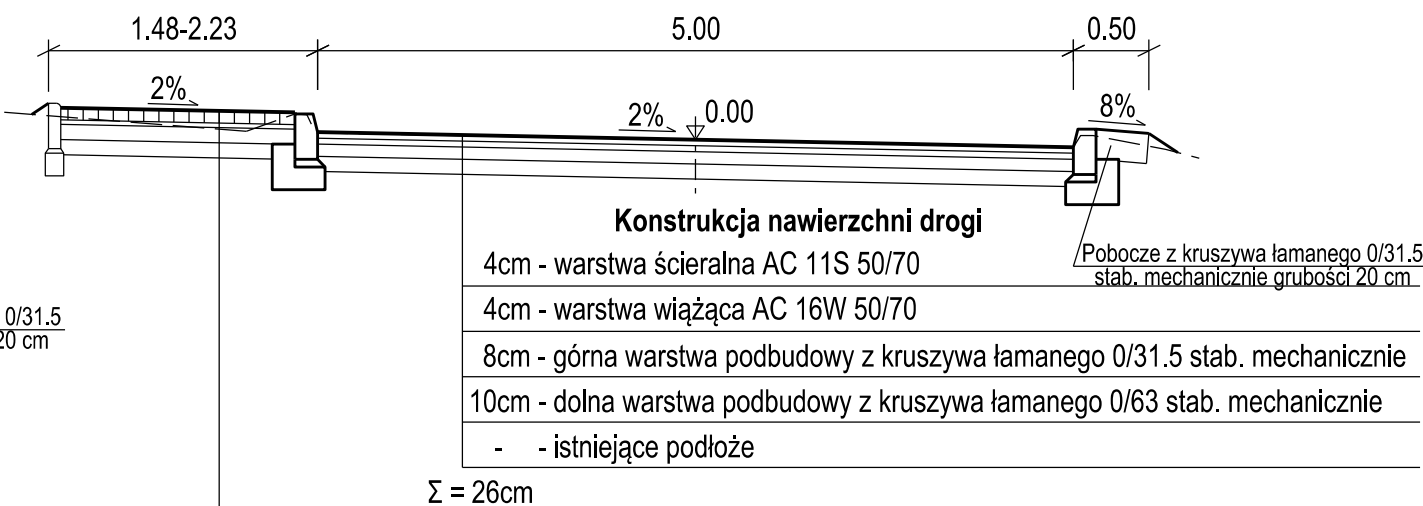 1.48-2.23 5.00 0.50
2% 2% 0.00 8%
Konstrukcja nawierzchni drogi
4cm - warstwa ścieralna AC 11S 50/70
4cm - warstwa wiążąca AC 16W 50/70
8cm - górna warstwa podbudowy z kruszywa łamanego 0/31.5 stab. mechanicznie
10cm - dolna warstwa podbudowy z kruszywa łamanego 0/63 stab. mechanicznie
- - istniejące podłoże
Σ = 26cm
Pobocze z kruszywa łamanego 0/31.5
stab. mechanicznie grubości 20 cm
0/31.5
20 cm